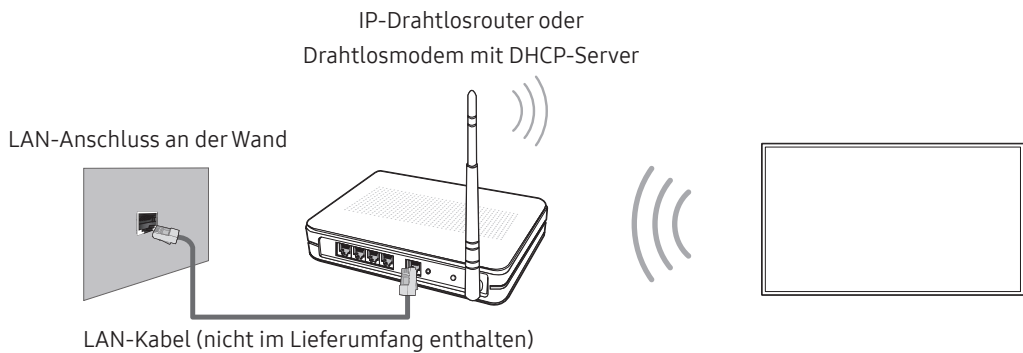 IP-Drahtlosrouter oder
Drahtlosmodem mit DHCP-Server
LAN-Anschluss an der Wand
LAN-Kabel (nicht im Lieferumfang enthalten)